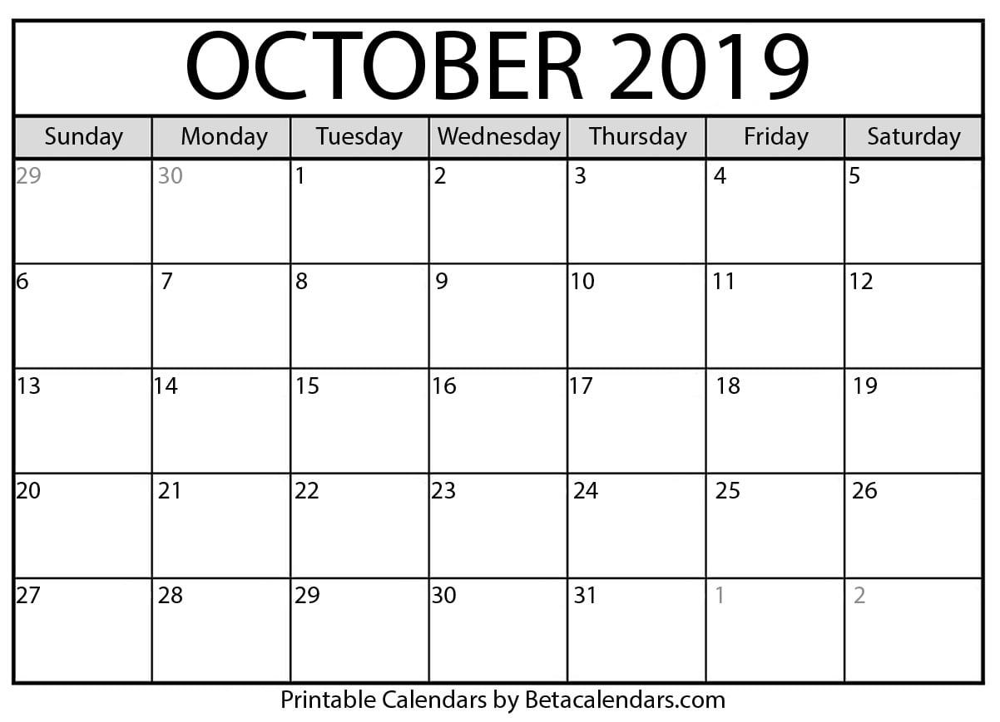 OCTOBER 2019
Sunday Monday Tuesday Wednesday Thursday Friday Saturday
29 30 1 2 3 4 5
6 7 8 9 10 11 12
13 14 15 16 17 18 19
20 21 22 23 24 25 26
27 28 29 30 31 1 2
Printable Calendars by Betacalendars.com